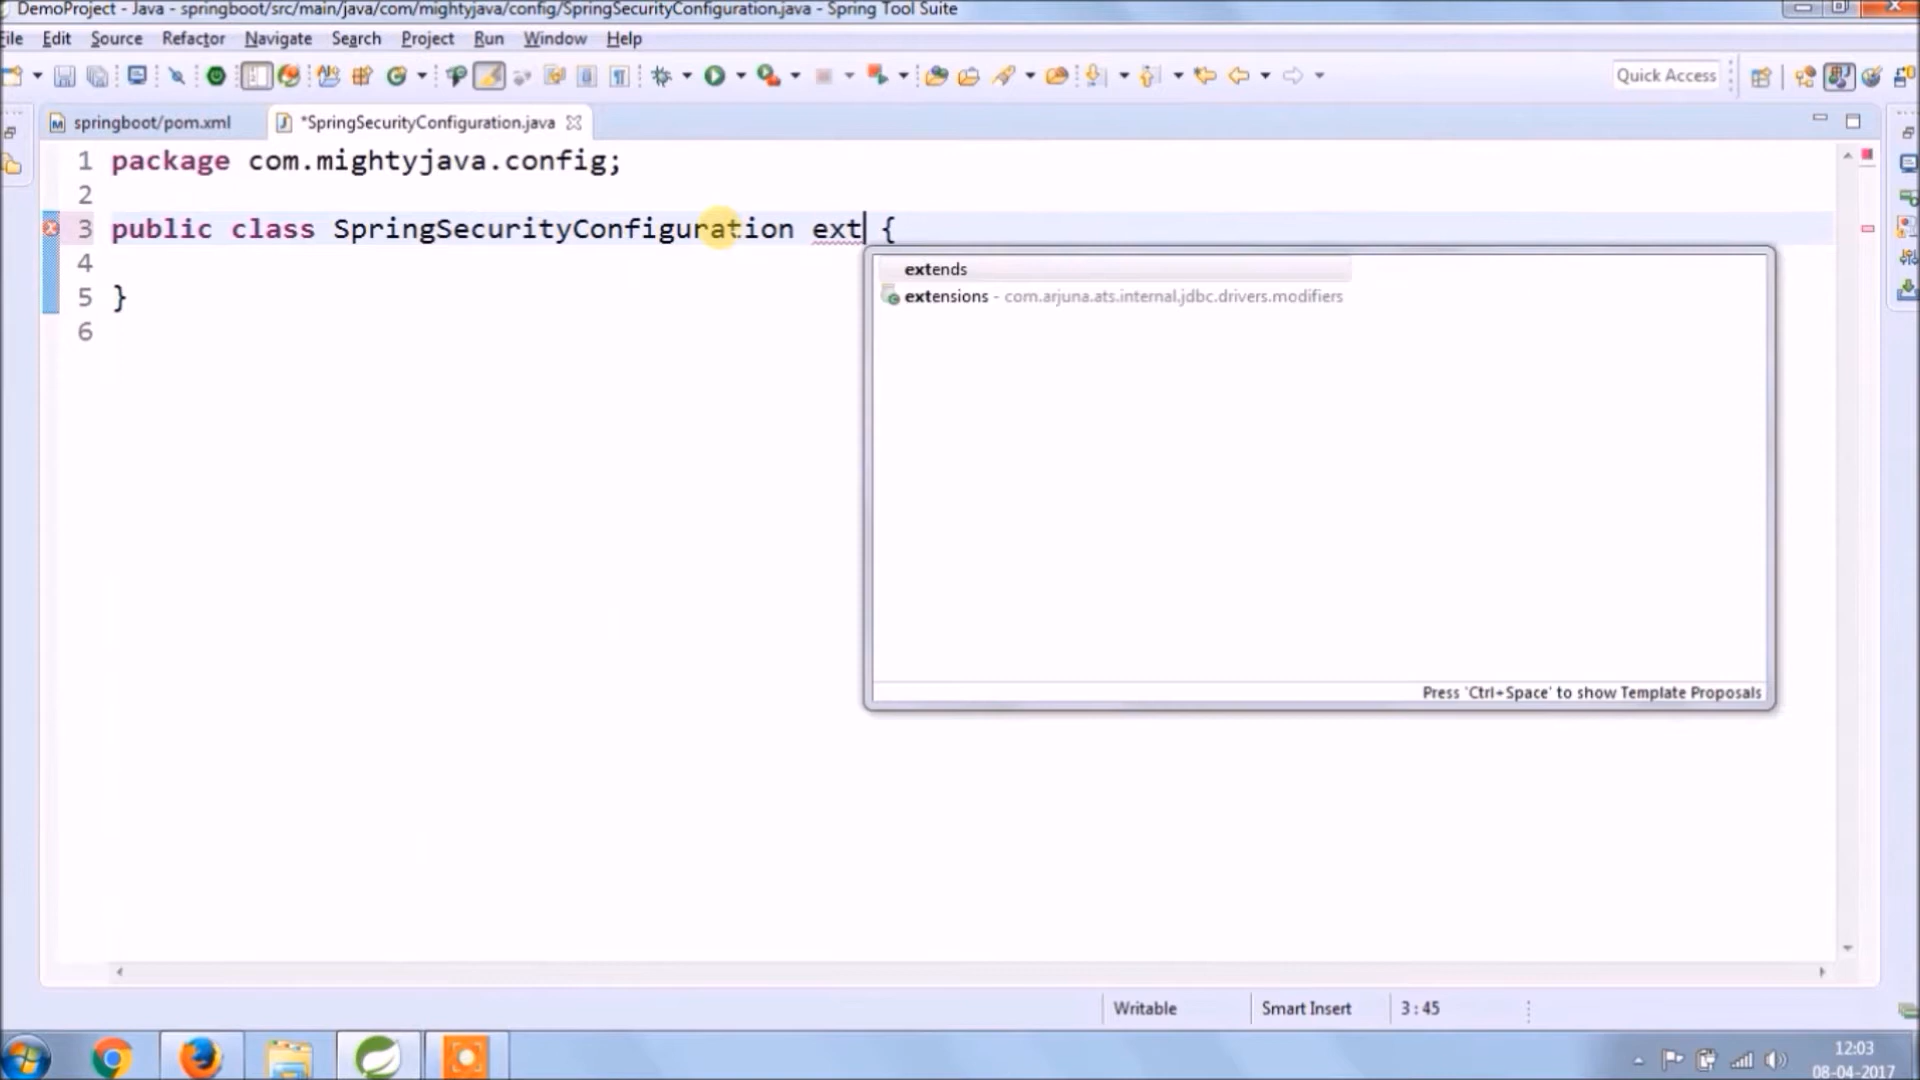 DemoProject - Java - springboot/src/main/java/com/mightyjava/config/SpringSecurityConfiguration.java - Spring Tool Suite
File Edit Source Refactor Navigate Search Project Run Window Help
Quick Access
springboot/pom.xml *SpringSecurityConfiguration.java
1 package com.mightyjava.config;
2
3 public class SpringSecurityConfiguration ext {
4
5 }
6
extends
extensions - com.arjuna.ats.internal.jdbc.drivers.modifiers
Press 'Ctrl+Space' to show Template Proposals
Writable Smart Insert 3 : 45
12:03
08-04-2017